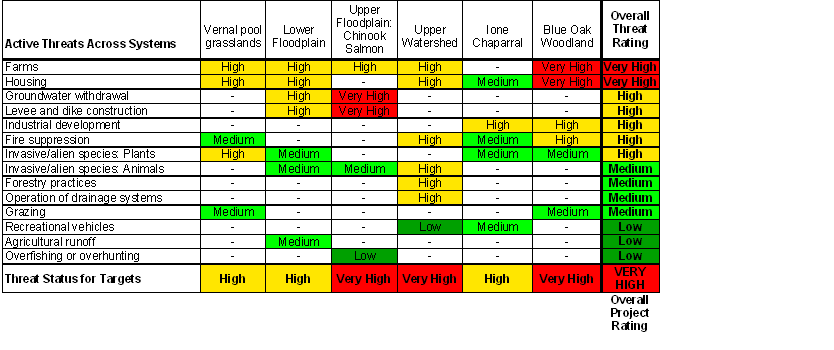 Active Threats Across Systems Vernal pool grasslands Lower Floodplain Upper Floodplain: Chinook Salmon Upper Watershed Ione Chaparral Blue Oak Woodland Overall Threat Rating
Farms High High High High - Very High Very High
Housing High High - High Medium Very High Very High
Groundwater withdrawal - High Very High - - - High
Levee and dike construction - High Very High - - - High
Industrial development - - - - High High High
Fire suppression Medium - - High Medium High High
Invasive/alien species: Plants High Medium - - Medium Medium High
Invasive/alien species: Animals - Medium Medium High - - Medium
Forestry practices - - - High - - Medium
Operation of drainage systems - - - High - - Medium
Grazing Medium - - - - Medium Medium
Recreational vehicles - - - Low Medium - Low
Agricultural runoff - Medium - - - - Low
Overfishing or overhunting - - Low - - - Low
Threat Status for Targets High High Very High Very High High Very High VERY HIGH
Overall Project Rating